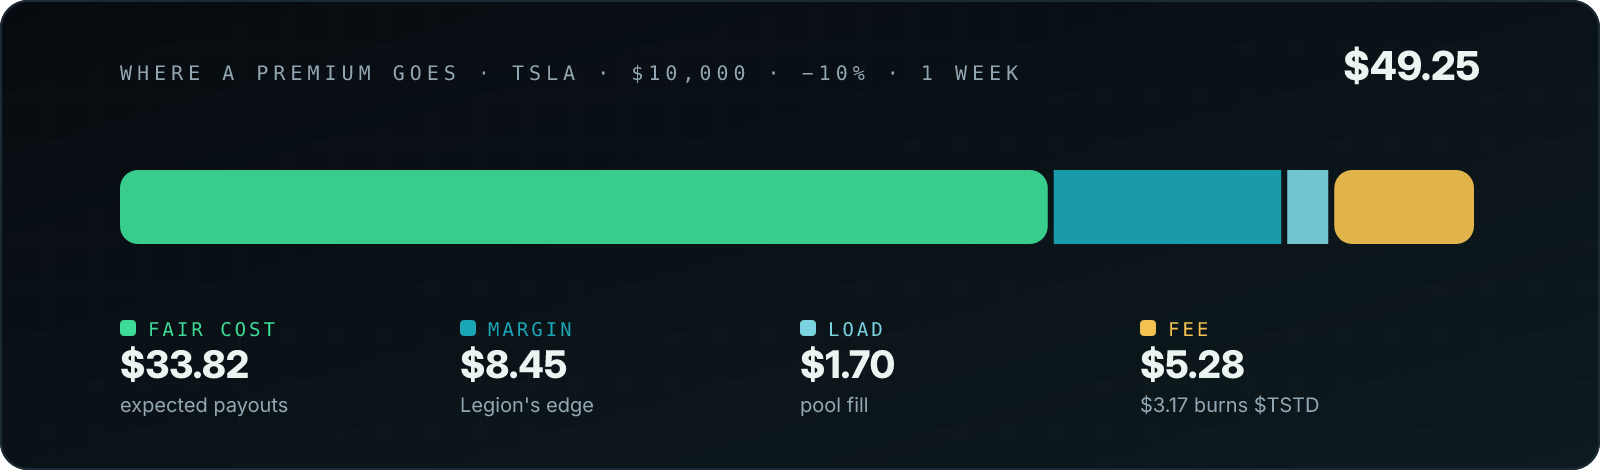 WHERE A PREMIUM GOES · TSLA · $10,000 · −10% · 1 WEEK
$49.25
FAIR COST
$33.82
expected payouts
MARGIN
$8.45
Legion's edge
LOAD
$1.70
pool fill
FEE
$5.28
$3.17 burns $TSTD